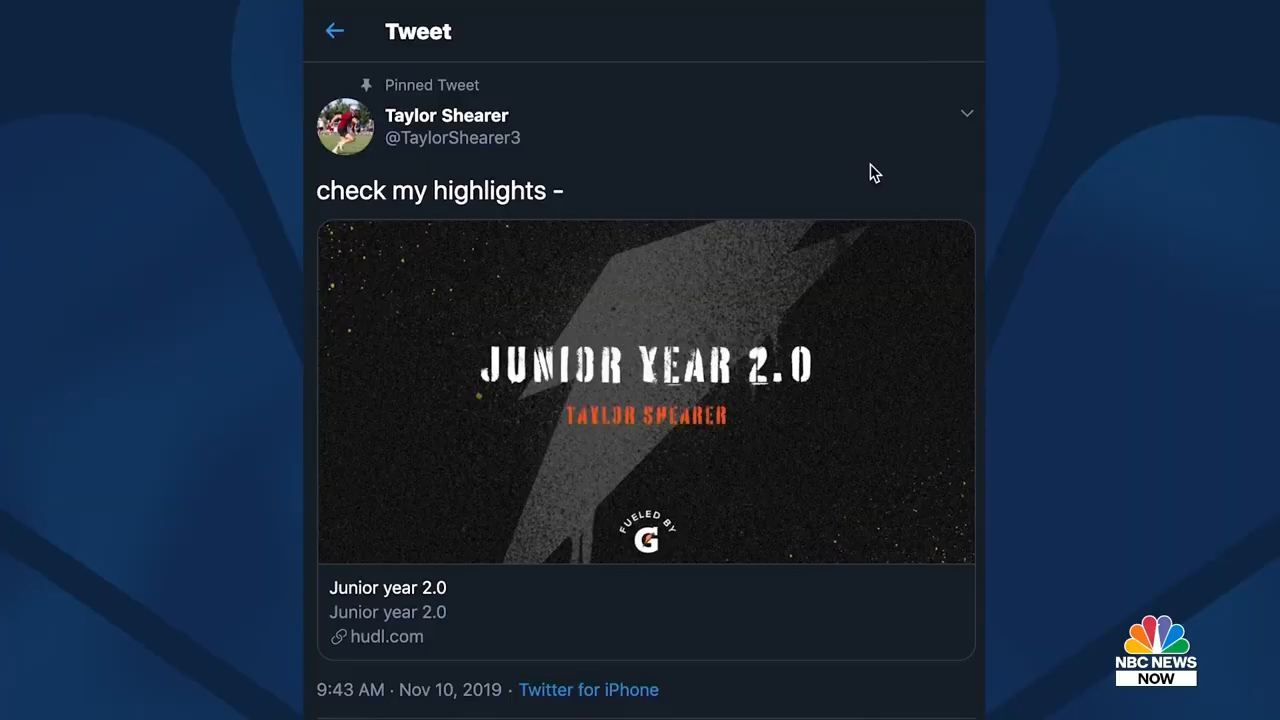 Tweet
Pinned Tweet
Taylor Shearer
@TaylorShearer3
check my highlights -
JUNIOR YEAR 2.0
TAYLOR SHEARER
FUELED BY
G
Junior year 2.0
Junior year 2.0
hudl.com
9:43 AM · Nov 10, 2019 · Twitter for iPhone
NBC NEWS
NOW